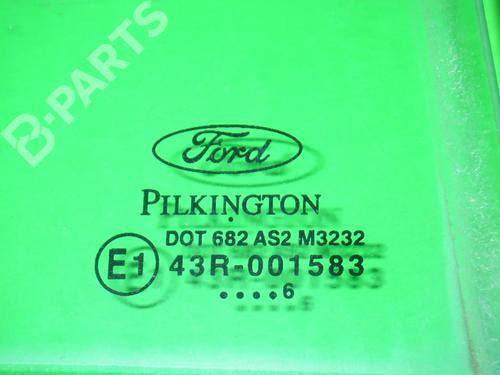 B-PARTS
Ford
PILKINGTON
DOT 682 AS2 M3232
E1 43R-001583
....6